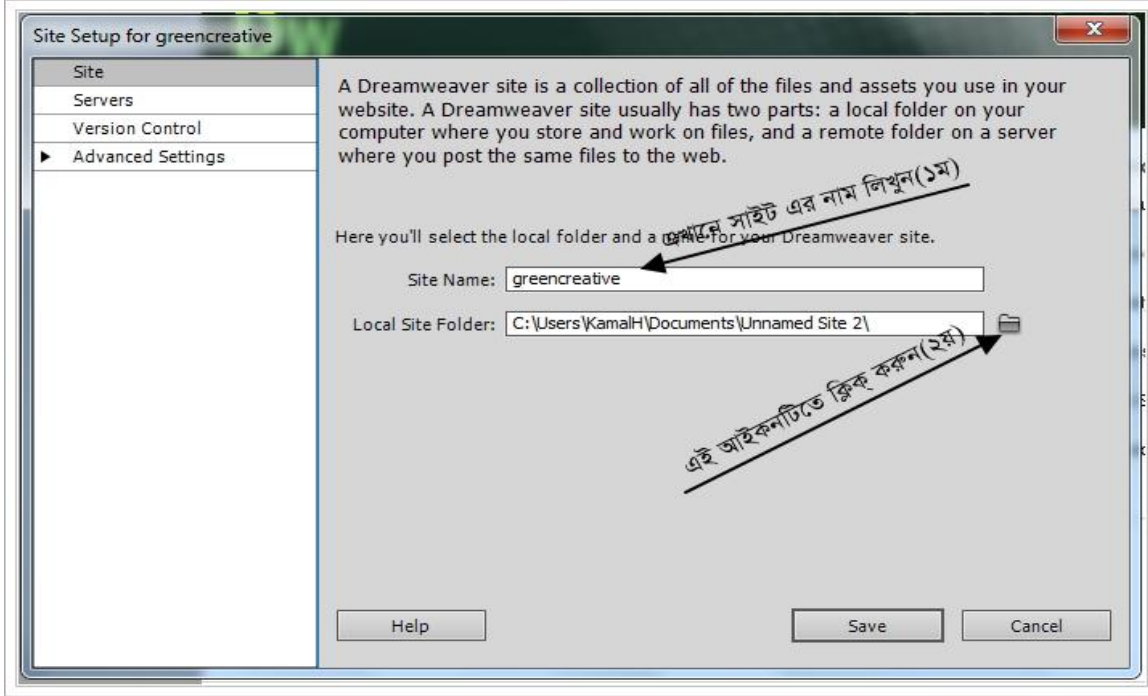 Site Setup for greencreative
Site
Servers
Version Control
Advanced Settings
A Dreamweaver site is a collection of all of the files and assets you use in your
website. A Dreamweaver site usually has two parts: a local folder on your
computer where you store and work on files, and a remote folder on a server
where you post the same files to the web.
এখানে সাইট এর নাম লিখুন(১ম)
Here you'll select the local folder and a name for your Dreamweaver site.
Site Name: greencreative
Local Site Folder: C:\Users\KamalH\Documents\Unnamed Site 2\
এই আইকনটিতে ক্লিক্ করুন(২য়)
Help Save Cancel